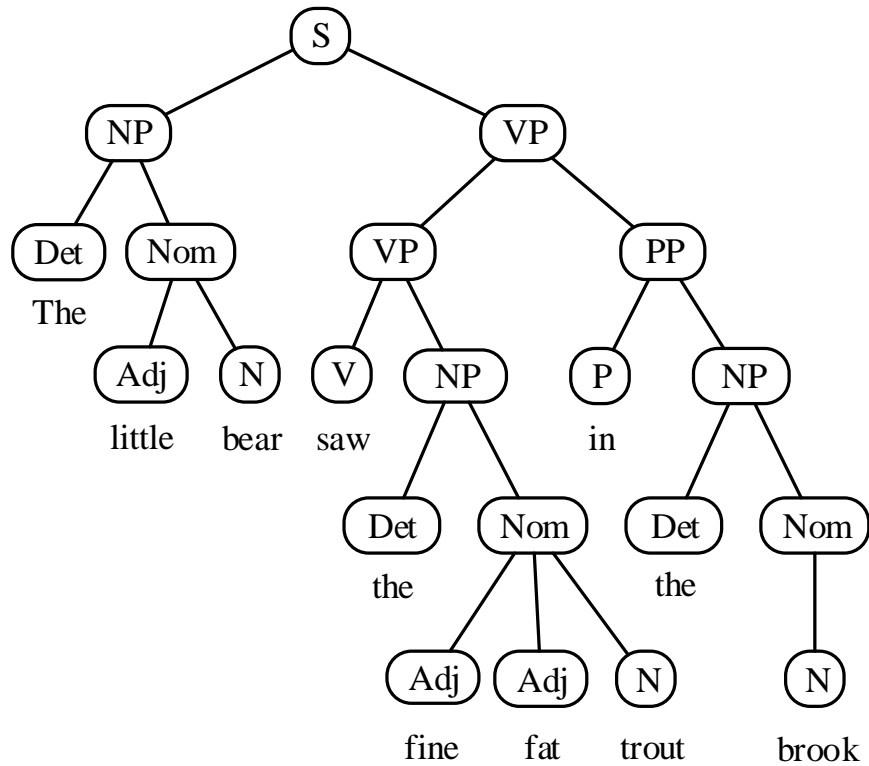 S
NP VP
Det Nom VP PP
The
Adj N V NP P NP
little bear saw in
Det Nom Det Nom
the the
Adj Adj N N
fine fat trout brook